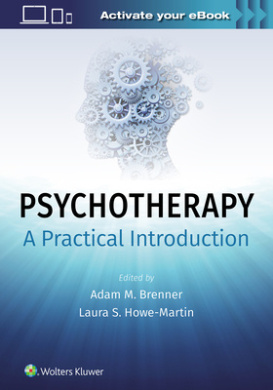 Activate your eBook
PSYCHOTHERAPY
A Practical Introduction
Edited by
Adam M. Brenner
Laura S. Howe-Martin
Wolters Kluwer